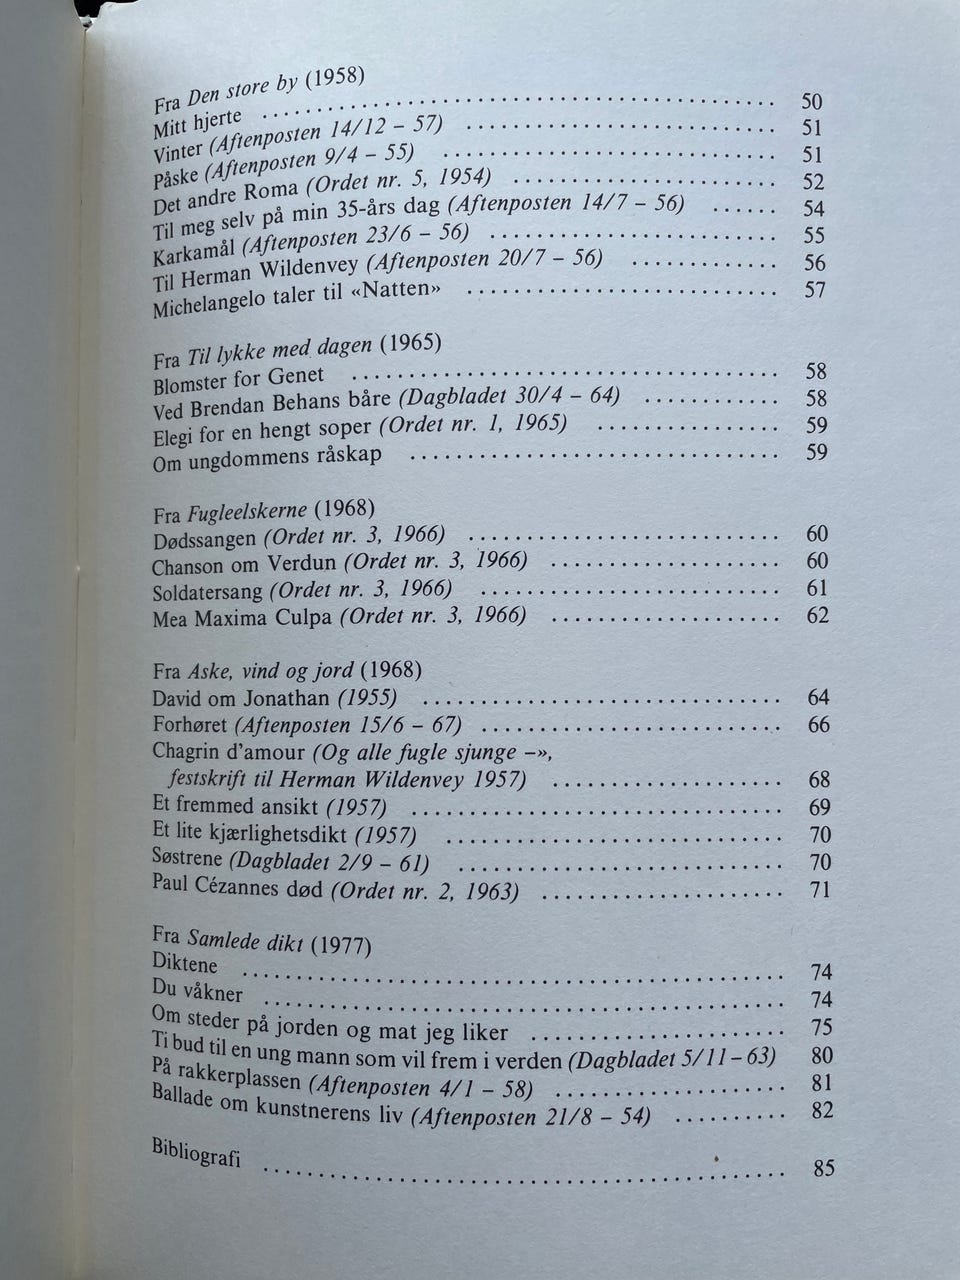 Fra Den store by (1958)
Mitt hjerte ........................................ 50
Vinter (Aftenposten 14/12 – 57) ........................ 51
Påske (Aftenposten 9/4 – 55) .......................... 51
Det andre Roma (Ordet nr. 5, 1954) .................... 52
Til meg selv på min 35-års dag (Aftenposten 14/7 – 56) ...... 54
Karkamål (Aftenposten 23/6 – 56) ...................... 55
Til Herman Wildenvey (Aftenposten 20/7 – 56) ........... 56
Michelangelo taler til «Natten» ........................ 57
Fra Til lykke med dagen (1965)
Blomster for Genet ................................ 58
Ved Brendan Behans båre (Dagbladet 30/4 – 64) .......... 58
Elegi for en hengt soper (Ordet nr. 1, 1965) .............. 59
Om ungdommens råskap ............................ 59
Fra Fugleelskerne (1968)
Dødssangen (Ordet nr. 3, 1966) ........................ 60
Chanson om Verdun (Ordet nr. 3, 1966) .................. 60
Soldatersang (Ordet nr. 3, 1966) ....................... 61
Mea Maxima Culpa (Ordet nr. 3, 1966) .................. 62
Fra Aske, vind og jord (1968)
David om Jonathan (1955) ............................ 64
Forhøret (Aftenposten 15/6 – 67) ....................... 66
Chagrin d’amour (Og alle fugle sjunge –»,
festskrift til Herman Wildenvey 1957) .................. 68
Et fremmed ansikt (1957) ............................. 69
Et lite kjærlighetsdikt (1957) .......................... 70
Søstrene (Dagbladet 2/9 – 61) ......................... 70
Paul Cézannes død (Ordet nr. 2, 1963) ................... 71
Fra Samlede dikt (1977)
Diktene .......................................... 74
Du våkner ........................................ 74
Om steder på jorden og mat jeg liker .................... 75
Ti bud til en ung mann som vil frem i verden (Dagbladet 5/11 – 63) 80
På rakkerplassen (Aftenposten 4/1 – 58) .................. 81
Ballade om kunstnerens liv (Aftenposten 21/8 – 54) ......... 82
Bibliografi ........................................ 85